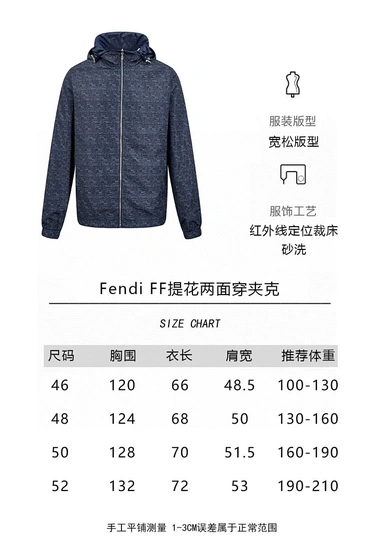 服装版型
宽松版型
服饰工艺
红外线定位裁床
砂洗
Fendi FF提花两面穿夹克
SIZE CHART
尺码 胸围 衣长 肩宽 推荐体重
46 120 66 48.5 100-130
48 124 68 50 130-160
50 128 70 51.5 160-190
52 132 72 53 190-210
手工平铺测量 1-3CM误差属于正常范围